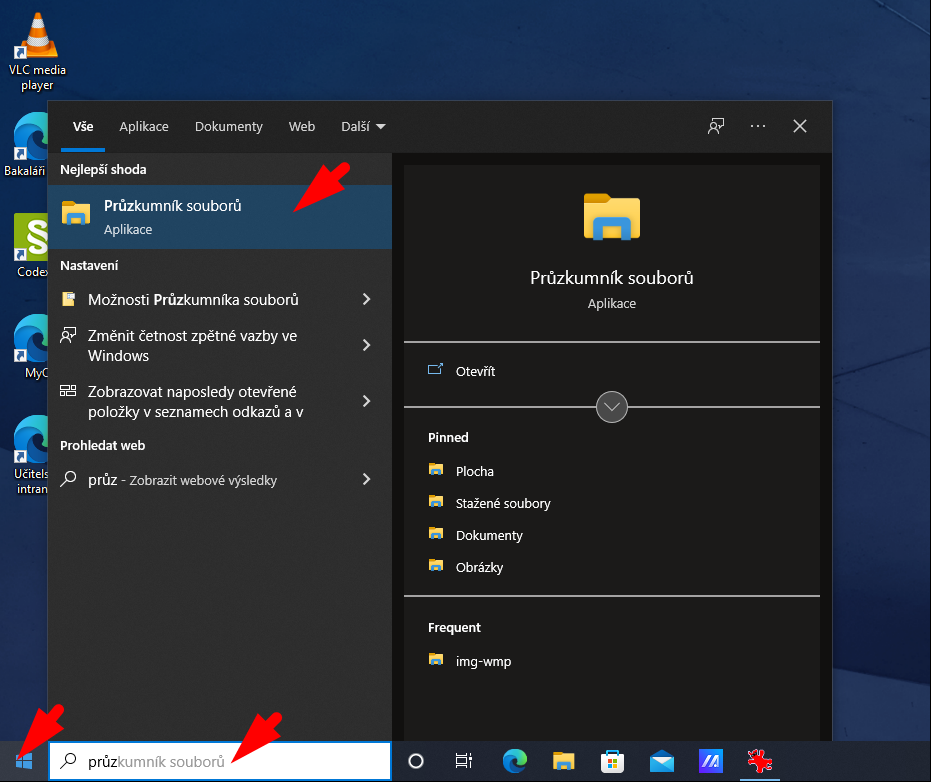 VLC media
player
Bakaláři
Codex
MyC
Učitels
intran
Vše Aplikace Dokumenty Web Další
Nejlepší shoda
Průzkumník souborů
Aplikace
Nastavení
Možnosti Průzkumníka souborů
Změnit četnost zpětné vazby ve
Windows
Zobrazovat naposledy otevřené
položky v seznamech odkazů a v
Prohledat web
průz - Zobrazit webové výsledky
Průzkumník souborů
Aplikace
Otevřít
Pinned
Plocha
Stažené soubory
Dokumenty
Obrázky
Frequent
img-wmp
průzkumník souborů